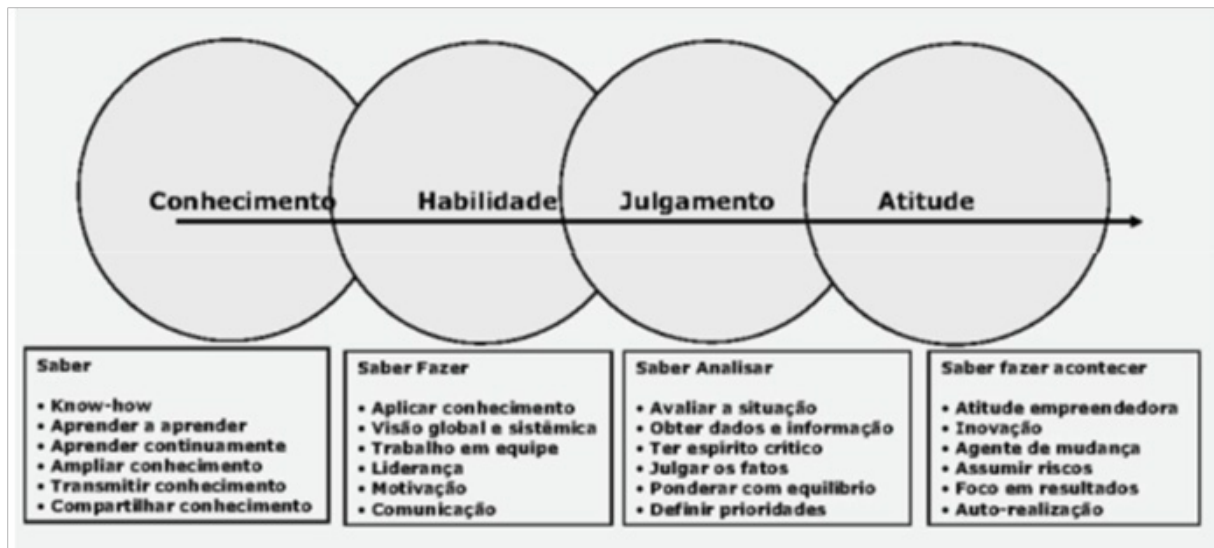 Conhecimento
Habilidade
Julgamento
Atitude
Saber
• Know-how
• Aprender a aprender
• Aprender continuamente
• Ampliar conhecimento
• Transmitir conhecimento
• Compartilhar conhecimento
Saber Fazer
• Aplicar conhecimento
• Visão global e sistêmica
• Trabalho em equipe
• Liderança
• Motivação
• Comunicação
Saber Analisar
• Avaliar a situação
• Obter dados e informação
• Ter espirito critico
• Julgar os fatos
• Ponderar com equilíbrio
• Definir prioridades
Saber fazer acontecer
• Atitude empreendedora
• Inovação
• Agente de mudança
• Assumir riscos
• Foco em resultados
• Auto-realização